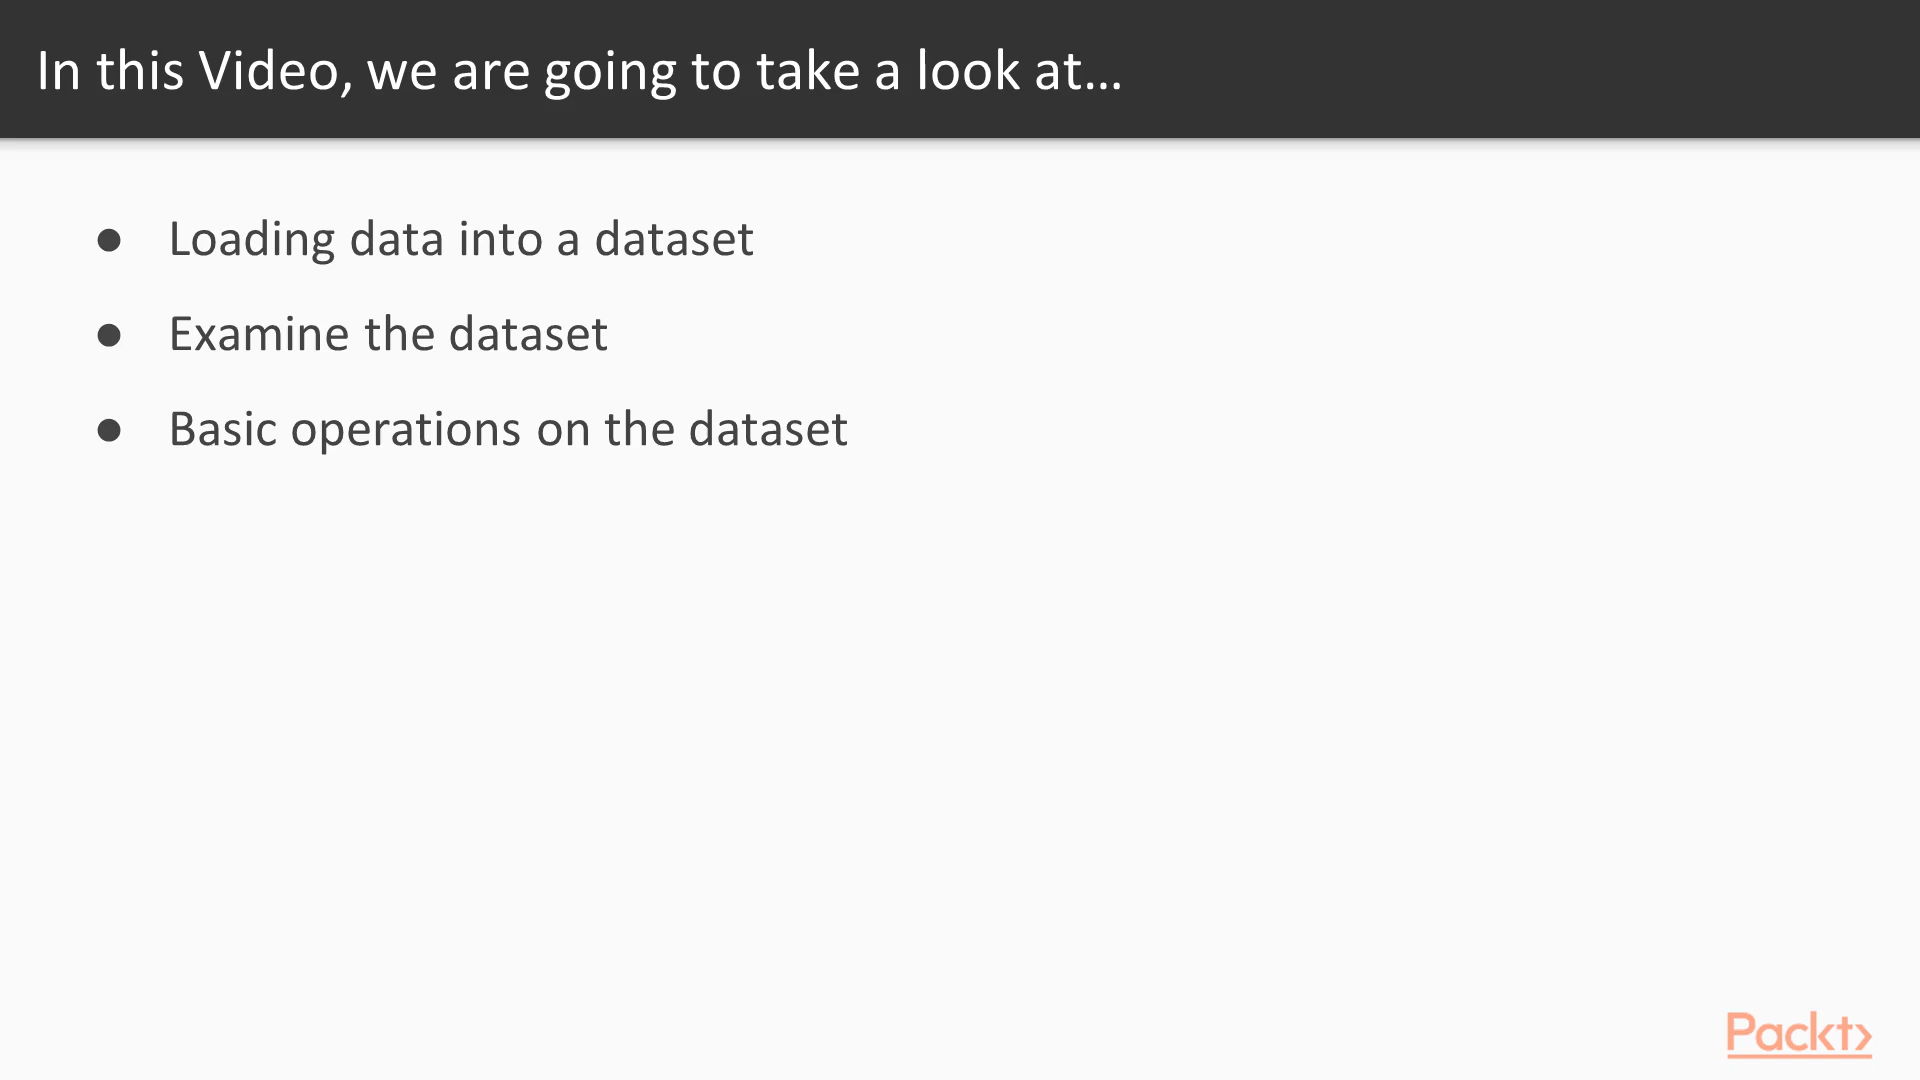 In this Video, we are going to take a look at...
● Loading data into a dataset
● Examine the dataset
● Basic operations on the dataset
Packt>